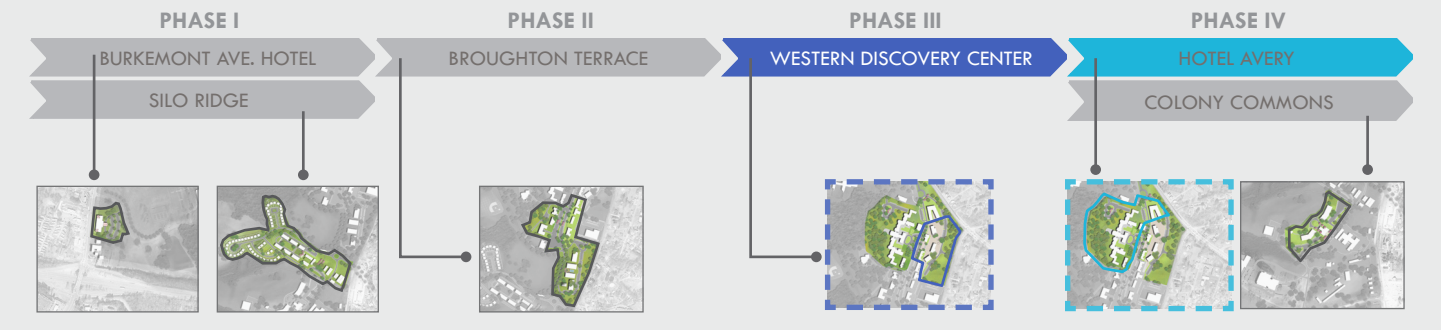 PHASE I
PHASE II
PHASE III
PHASE IV
BURKEMONT AVE. HOTEL
BROUGHTON TERRACE
WESTERN DISCOVERY CENTER
HOTEL AVERY
SILO RIDGE
COLONY COMMONS